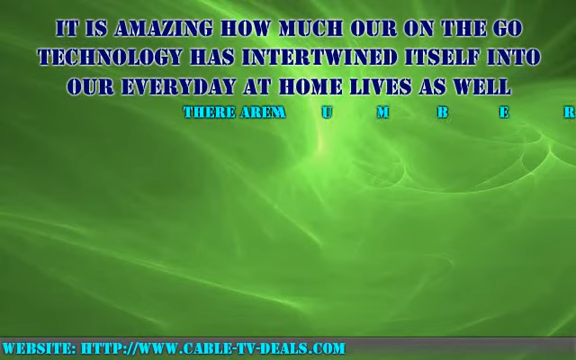 IT IS AMAZING HOW MUCH OUR ON THE GO
TECHNOLOGY HAS INTERTWINED ITSELF INTO
OUR EVERYDAY AT HOME LIVES AS WELL
THERE ARE U M B E R
WEBSITE: HTTP://WWW.CABLE-TV-DEALS.COM